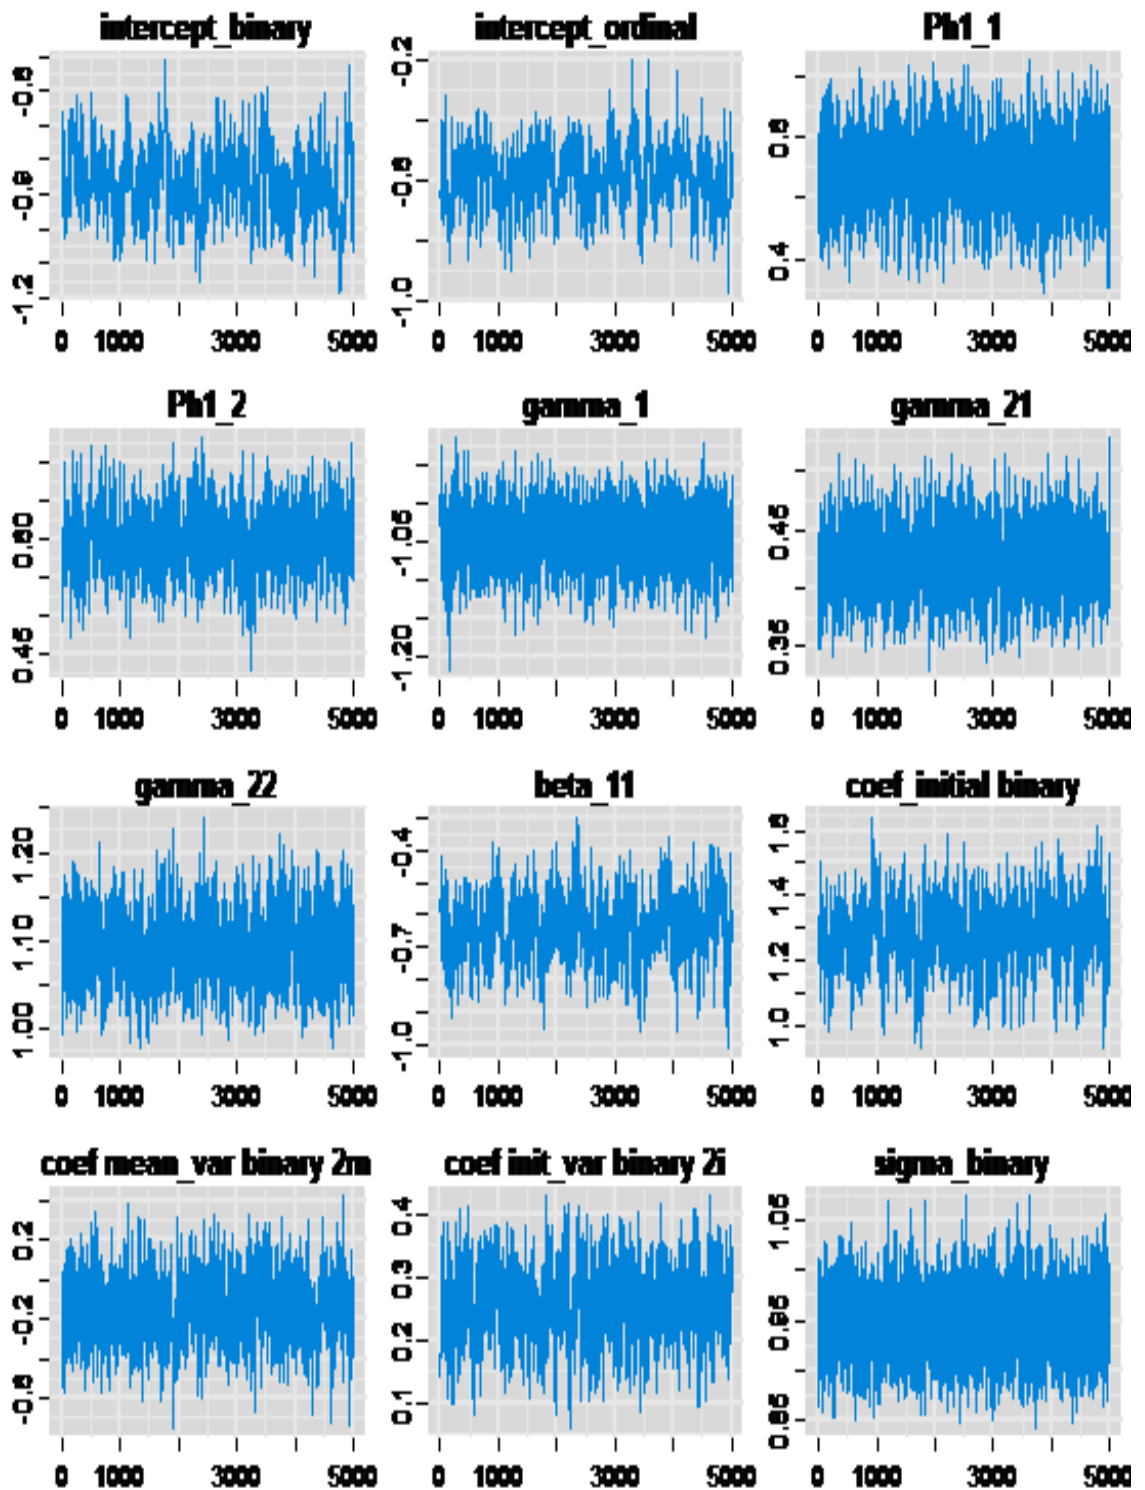 intercept_binary
-0.6
-0.9
-1.2
0 1000 3000 5000
intercept_ordinal
-0.2
-0.6
-1.0
0 1000 3000 5000
Ph1_1
0.6
0.4
0 1000 3000 5000
Ph1_2
0.60
0.45
0 1000 3000 5000
gamma_1
-1.05
-1.20
0 1000 3000 5000
gamma_21
0.45
0.35
0 1000 3000 5000
gamma_22
1.20
1.10
1.00
0 1000 3000 5000
beta_11
-0.4
-0.7
-1.0
0 1000 3000 5000
coef_initial binary
1.6
1.4
1.2
1.0
0 1000 3000 5000
coef mean_var binary 2m
0.2
-0.2
-0.6
0 1000 3000 5000
coef init_var binary 2i
0.4
0.3
0.2
0.1
0 1000 3000 5000
sigma_binary
1.05
0.95
0.85
0 1000 3000 5000